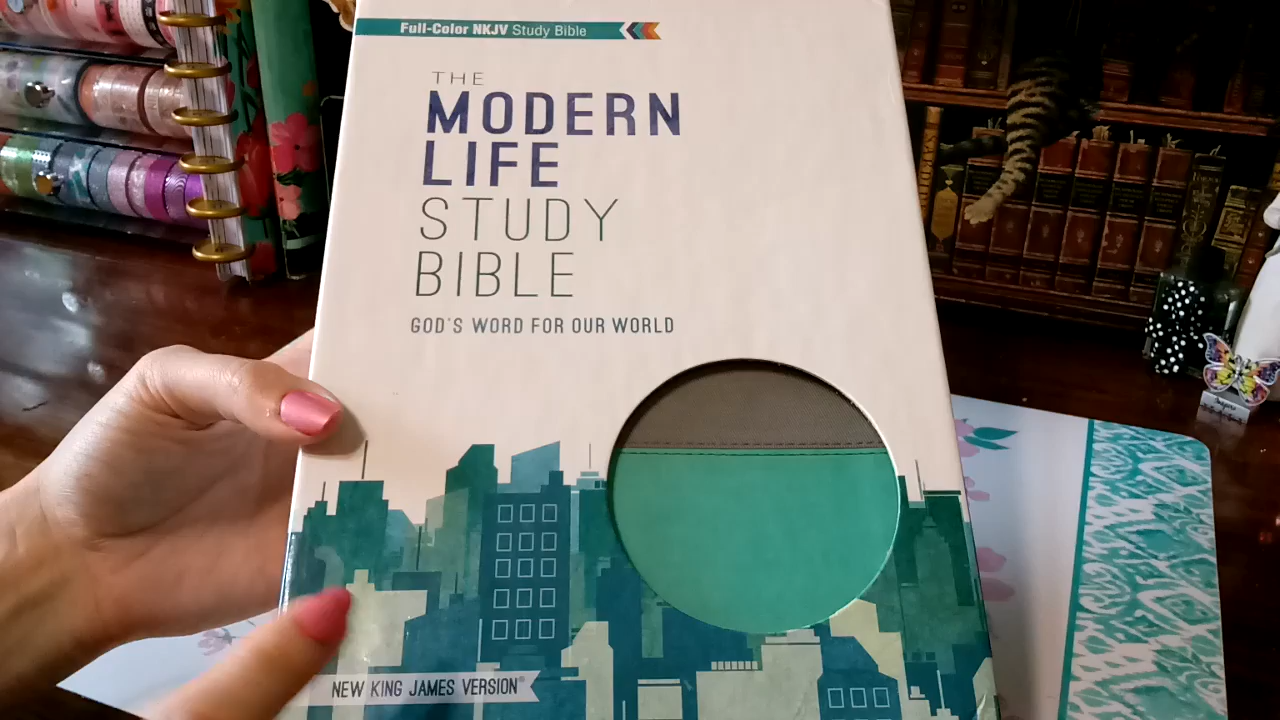 Full-Color NKJV Study Bible
THE
MODERN
LIFE
STUDY
BIBLE
GOD'S WORD FOR OUR WORLD
NEW KING JAMES VERSION®